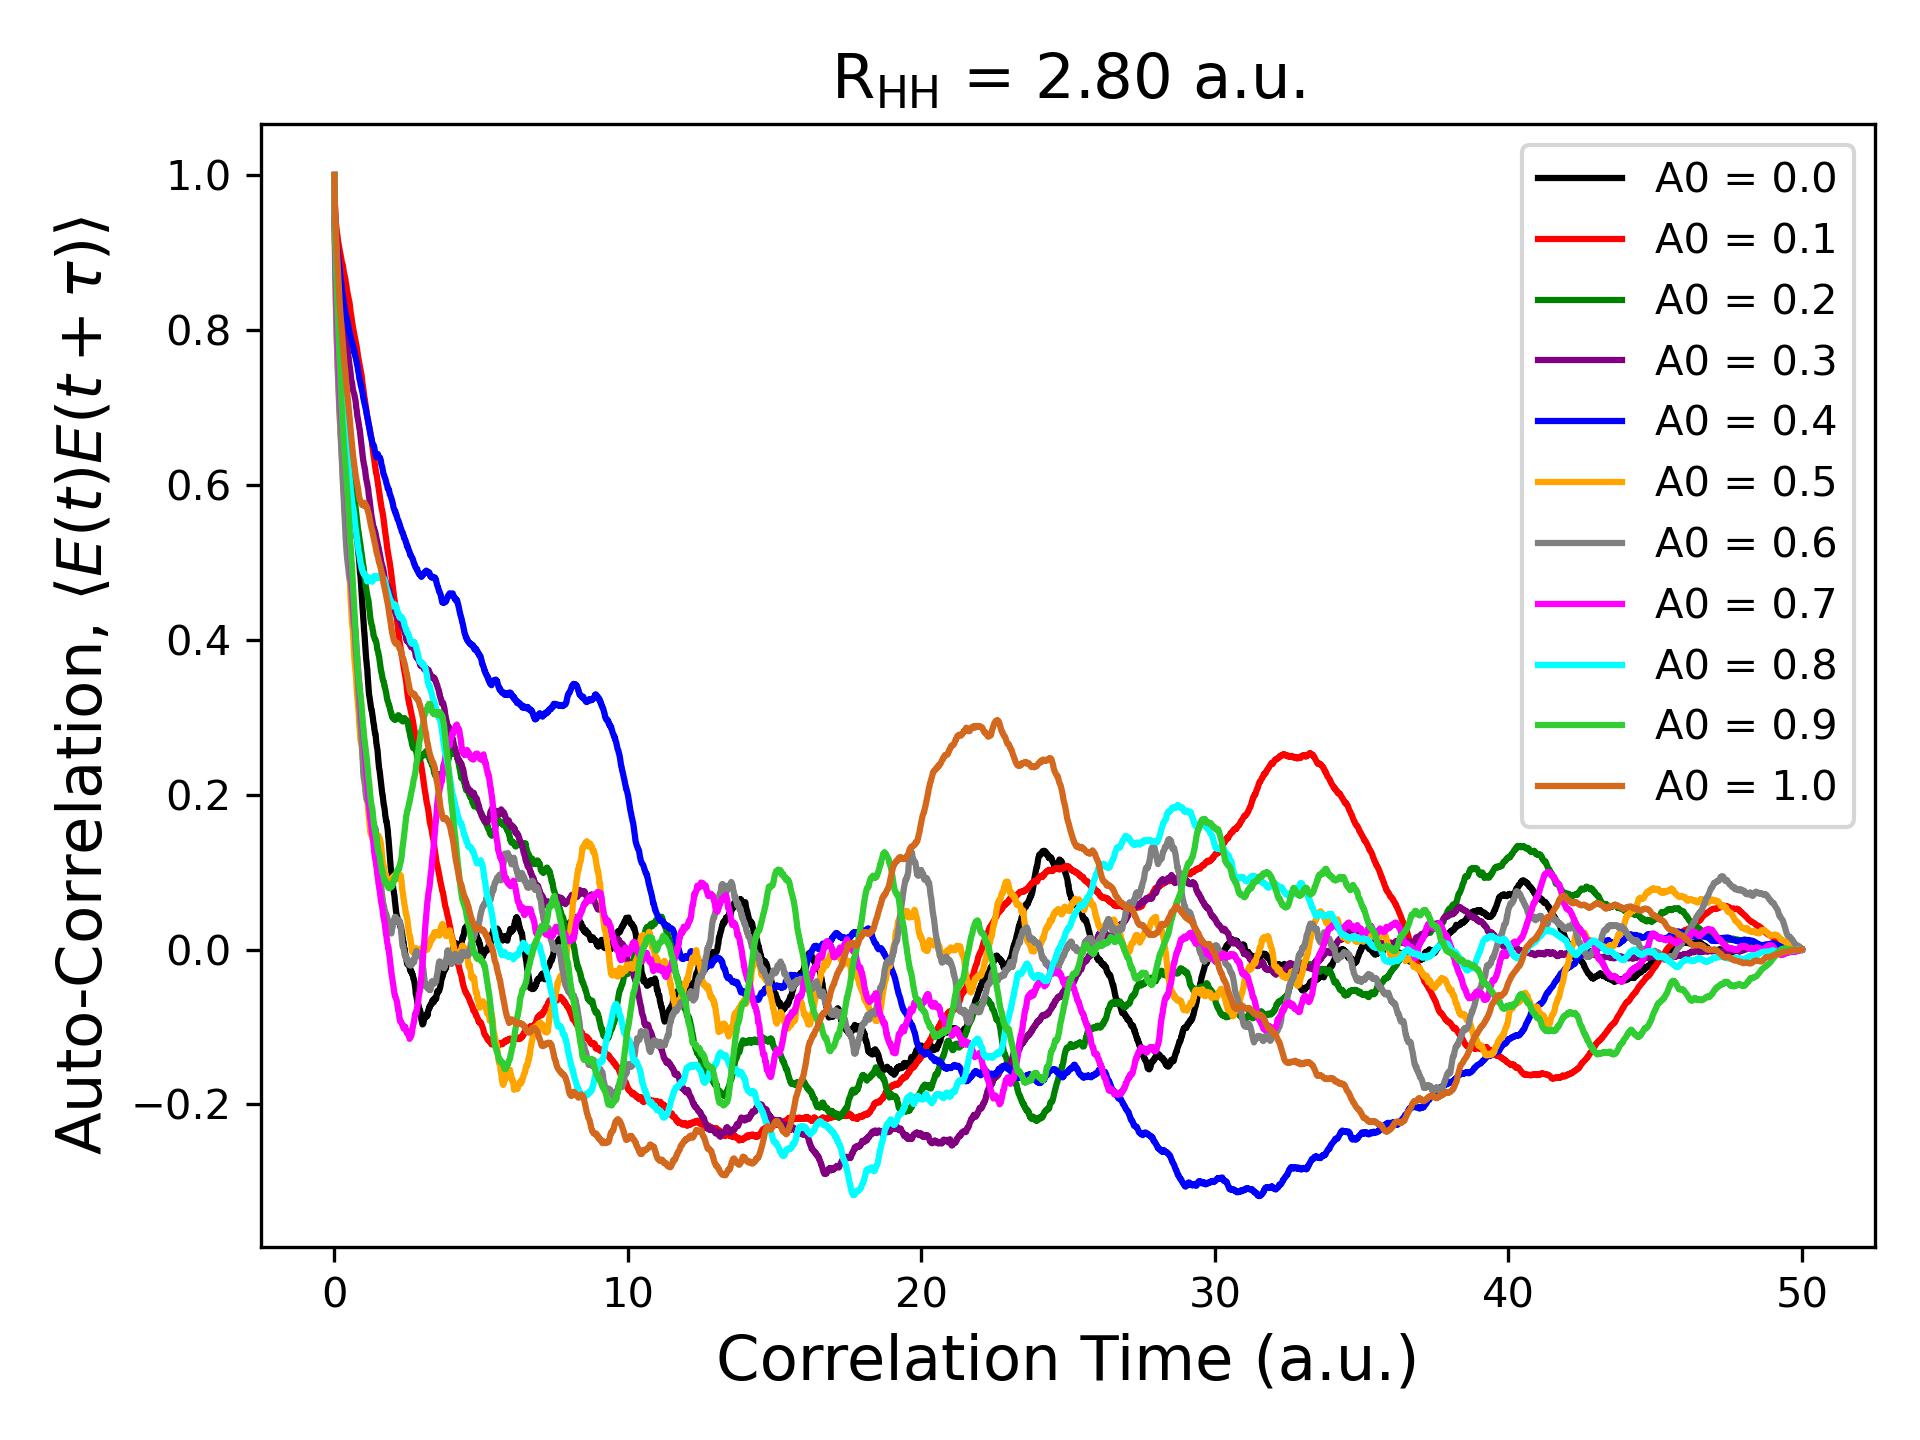 R_HH = 2.80 a.u.
Auto-Correlation, ⟨E(t)E(t + τ)⟩
1.0
0.8
0.6
0.4
0.2
0.0
−0.2
A0 = 0.0
A0 = 0.1
A0 = 0.2
A0 = 0.3
A0 = 0.4
A0 = 0.5
A0 = 0.6
A0 = 0.7
A0 = 0.8
A0 = 0.9
A0 = 1.0
0 10 20 30 40 50
Correlation Time (a.u.)